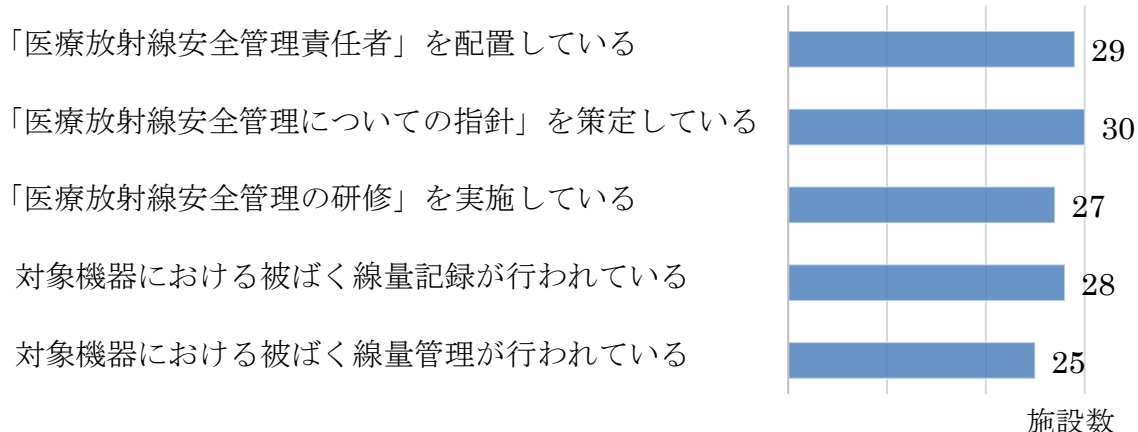 「医療放射線安全管理責任者」を配置している 29
「医療放射線安全管理についての指針」を策定している 30
「医療放射線安全管理の研修」を実施している 27
対象機器における被ばく線量記録が行われている 28
対象機器における被ばく線量管理が行われている 25
施設数